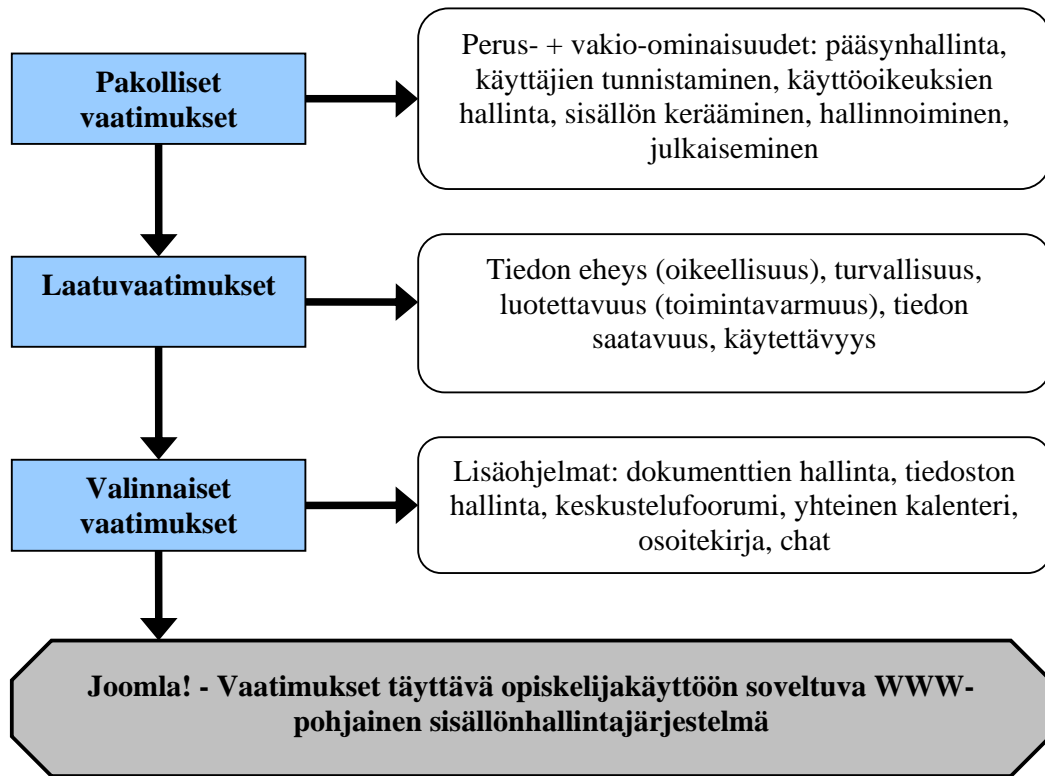 Pakolliset
vaatimukset
Perus- + vakio-ominaisuudet: pääsynhallinta,
käyttäjien tunnistaminen, käyttöoikeuksien
hallinta, sisällön kerääminen, hallinnoiminen,
julkaiseminen
Laatuvaatimukset
Tiedon eheys (oikeellisuus), turvallisuus,
luotettavuus (toimintavarmuus), tiedon
saatavuus, käytettävyys
Valinnaiset
vaatimukset
Lisäohjelmat: dokumenttien hallinta, tiedoston
hallinta, keskustelufoorumi, yhteinen kalenteri,
osoitekirja, chat
Joomla! - Vaatimukset täyttävä opiskelijakäyttöön soveltuva WWW-
pohjainen sisällönhallintajärjestelmä